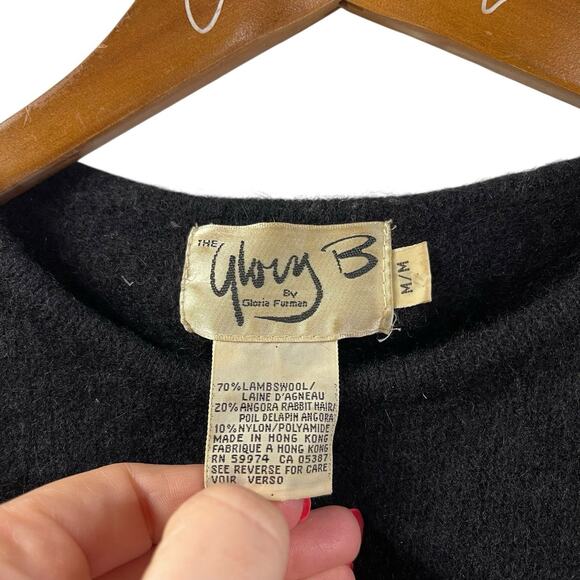 THE
Glory B
By
Gloria Furman
M/M
70% LAMBSWOOL/
LAINE D'AGNEAU
20% ANGORA RABBIT HAIR/
POIL DELAPIN ANGORA
10% NYLON/POLYAMIDE
MADE IN HONG KONG
FABRIQUE A HONG KONG
RN 59974 CA 05387
SEE REVERSE FOR CARE
VOIR VERSO